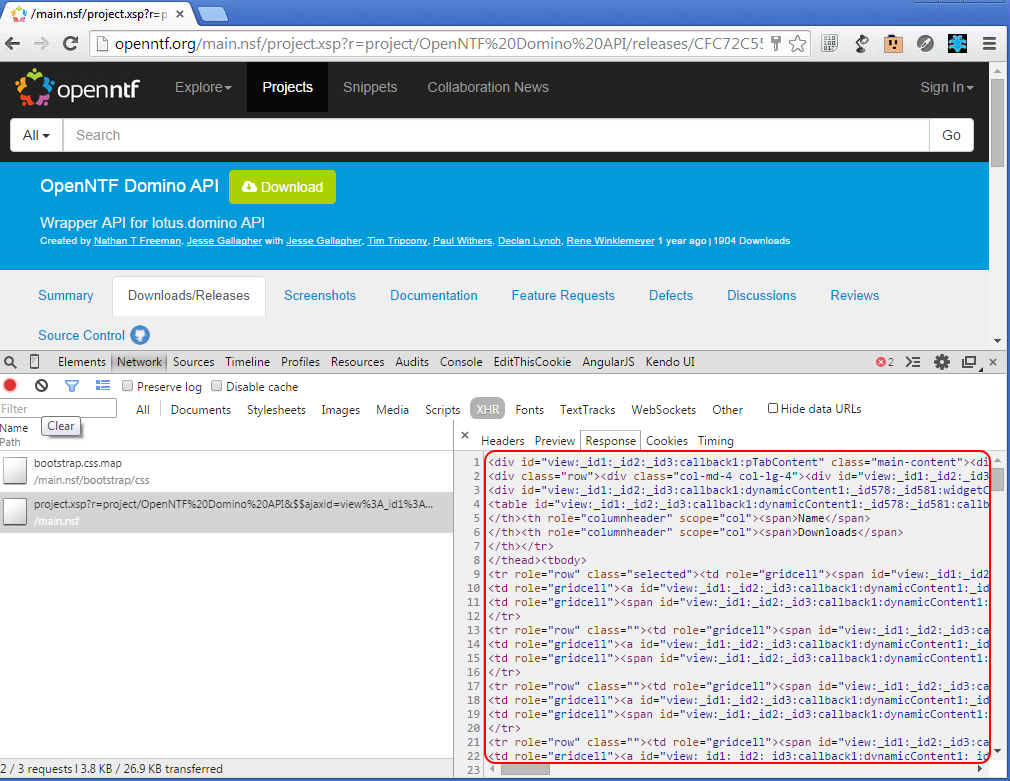 /main.nsf/project.xsp?r=p
openntf.org/main.nsf/project.xsp?r=project/OpenNTF%20Domino%20API/releases/CFC72C55
openntf Explore Projects Snippets Collaboration News Sign In
All Search Go
OpenNTF Domino API Download
Wrapper API for lotus.domino API
Created by Nathan T Freeman, Jesse Gallagher with Jesse Gallagher, Tim Tripcony, Paul Withers, Declan Lynch, Rene Winklemeyer 1 year ago | 1904 Downloads
Summary Downloads/Releases Screenshots Documentation Feature Requests Defects Discussions Reviews
Source Control
Elements Network Sources Timeline Profiles Resources Audits Console EditThisCookie AngularJS Kendo UI 2
Preserve log Disable cache
Filter All Documents Stylesheets Images Media Scripts XHR Fonts TextTracks WebSockets Other Hide data URLs
Name
Path
Clear
bootstrap.css.map
/main.nsf/bootstrap/css
project.xsp?r=project/OpenNTF%20Domino%20API&$$ajaxid=view%3A_id1%3A...
/main.nsf
2 / 3 requests | 3.8 KB / 26.9 KB transferred
Headers Preview Response Cookies Timing
1 <div id="view:_id1:_id2:_id3:callback1:pTabContent" class="main-content"><di
2 <div class="row"><div class="col-md-4 col-lg-4"><div id="view:_id1:_id2:_id3
3 <div id="view:_id1:_id2:_id3:callback1:dynamicContent1:_id578:_id581:widgetC
4 <table id="view:_id1:_id2:_id3:callback1:dynamicContent1:_id578:_id581:callb
5 </th><th role="columnheader" scope="col"><span>Name</span>
6 </th><th role="columnheader" scope="col"><span>Downloads</span>
7 </th></tr>
8 </thead><tbody>
9 <tr role="row" class="selected"><td role="gridcell"><span id="view:_id1:_id2
10 <td role="gridcell"><a id="view:_id1:_id2:_id3:callback1:dynamicContent1:_id
11 <td role="gridcell"><span id="view:_id1:_id2:_id3:callback1:dynamicContent1:
12 </tr>
13 <tr role="row" class=""><td role="gridcell"><span id="view:_id1:_id2:_id3:ca
14 <td role="gridcell"><a id="view:_id1:_id2:_id3:callback1:dynamicContent1:_id
15 <td role="gridcell"><span id="view:_id1:_id2:_id3:callback1:dynamicContent1:
16 </tr>
17 <tr role="row" class=""><td role="gridcell"><span id="view:_id1:_id2:_id3:ca
18 <td role="gridcell"><a id="view:_id1:_id2:_id3:callback1:dynamicContent1:_id
19 <td role="gridcell"><span id="view:_id1:_id2:_id3:callback1:dynamicContent1:
20 </tr>
21 <tr role="row" class=""><td role="gridcell"><span id="view:_id1:_id2:_id3:ca
22 <td role="gridcell"><a id="view:_id1:_id2:_id3:callback1:dynamicContent1:_id
23